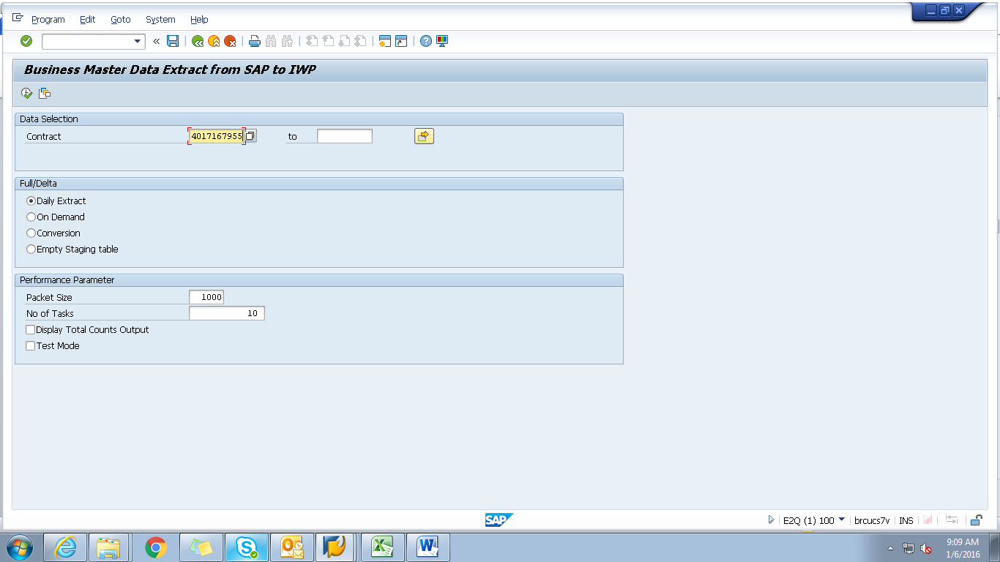 Program Edit Goto System Help
Business Master Data Extract from SAP to IWP
Data Selection
Contract 4017167955 to
Full/Delta
Daily Extract
On Demand
Conversion
Empty Staging table
Performance Parameter
Packet Size 1000
No of Tasks 10
Display Total Counts Output
Test Mode
SAP E2Q (1) 100 brcucs7v INS
9:09 AM
1/6/2016